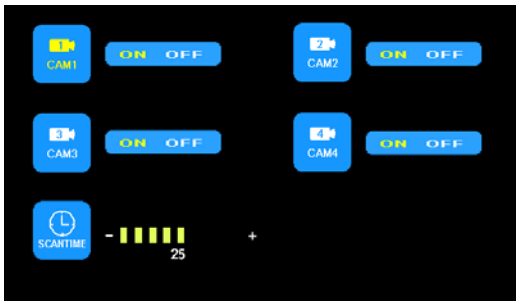 1
CAM1
ON OFF
2
CAM2
ON OFF
3
CAM3
ON OFF
4
CAM4
ON OFF
SCANTIME
- +
25